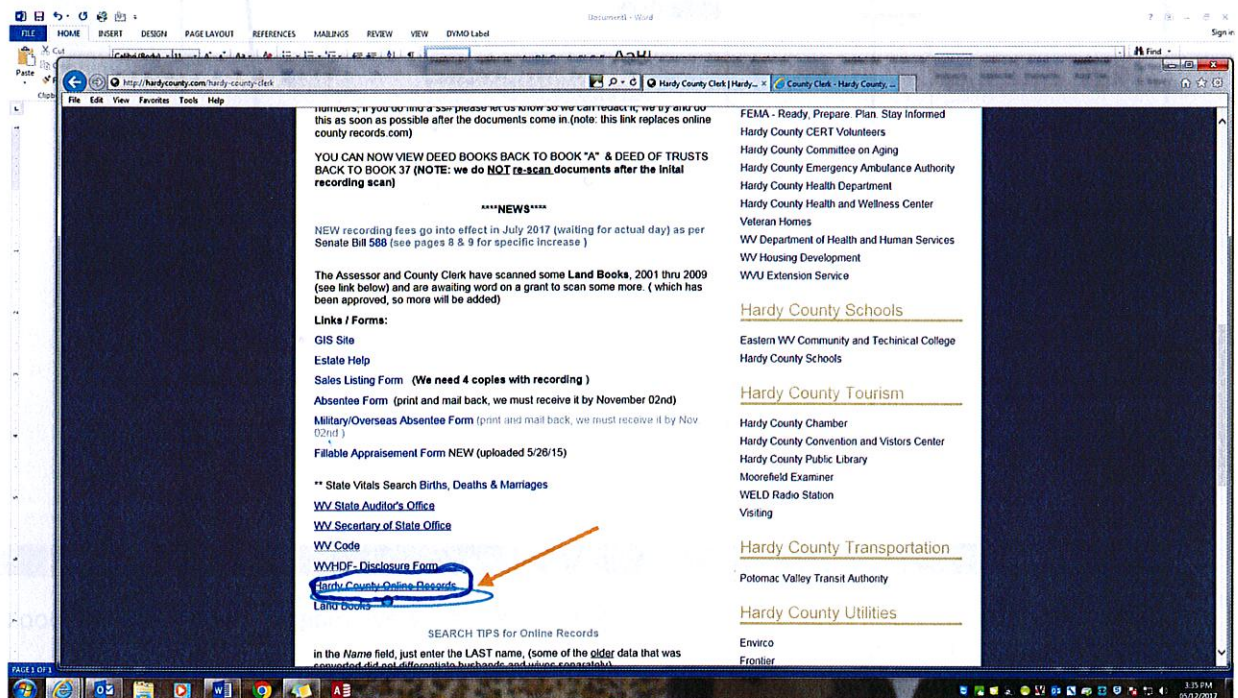 Document1 - Word
FILE HOME INSERT DESIGN PAGE LAYOUT REFERENCES MAILINGS REVIEW VIEW DYMO Label
Sign in
Cut
Find
Paste
http://hardycounty.com/hardy-county-clerk
Hardy County Clerk | Hardy...
County Clerk - Hardy County, ...
File Edit View Favorites Tools Help
numbers, if you do find a ss# please let us know so we can redact it, we try and do
this as soon as possible after the documents come in.(note: this link replaces online
county records.com)
YOU CAN NOW VIEW DEED BOOKS BACK TO BOOK "A" & DEED OF TRUSTS
BACK TO BOOK 37 (NOTE: we do NOT re-scan documents after the inital
recording scan)
****NEWS****
NEW recording fees go into effect in July 2017 (waiting for actual day) as per
Senate Bill 588 (see pages 8 & 9 for specific increase )
The Assessor and County Clerk have scanned some Land Books, 2001 thru 2009
(see link below) and are awaiting word on a grant to scan some more. ( which has
been approved, so more will be added)
Links / Forms:
GIS Site
Estate Help
Sales Listing Form (We need 4 copies with recording )
Absentee Form (print and mail back, we must receive it by November 02nd)
Military/Overseas Absentee Form (print and mail back, we must receive it by Nov
02nd )
Fillable Appraisement Form NEW (uploaded 5/26/15)
** State Vitals Search Births, Deaths & Marriages
WV State Auditor's Office
WV Secertary of State Office
WV Code
WVHDF- Disclosure Form
Hardy County Online Records
Land Books
SEARCH TIPS for Online Records
in the Name field, just enter the LAST name, (some of the older data that was
converted did not differentiate husbands and wives separately)
FEMA - Ready, Prepare. Plan. Stay Informed
Hardy County CERT Volunteers
Hardy County Committee on Aging
Hardy County Emergency Ambulance Authority
Hardy County Health Department
Hardy County Health and Wellness Center
Veteran Homes
WV Department of Health and Human Services
WV Housing Development
WVU Extension Service
Hardy County Schools
Eastern WV Community and Techinical College
Hardy County Schools
Hardy County Tourism
Hardy County Chamber
Hardy County Convention and Vistors Center
Hardy County Public Library
Moorefield Examiner
WELD Radio Station
Visiting
Hardy County Transportation
Potomac Valley Transit Authority
Hardy County Utilities
Envirco
Frontier
PAGE 1 OF 1
3:35 PM
05/12/2017